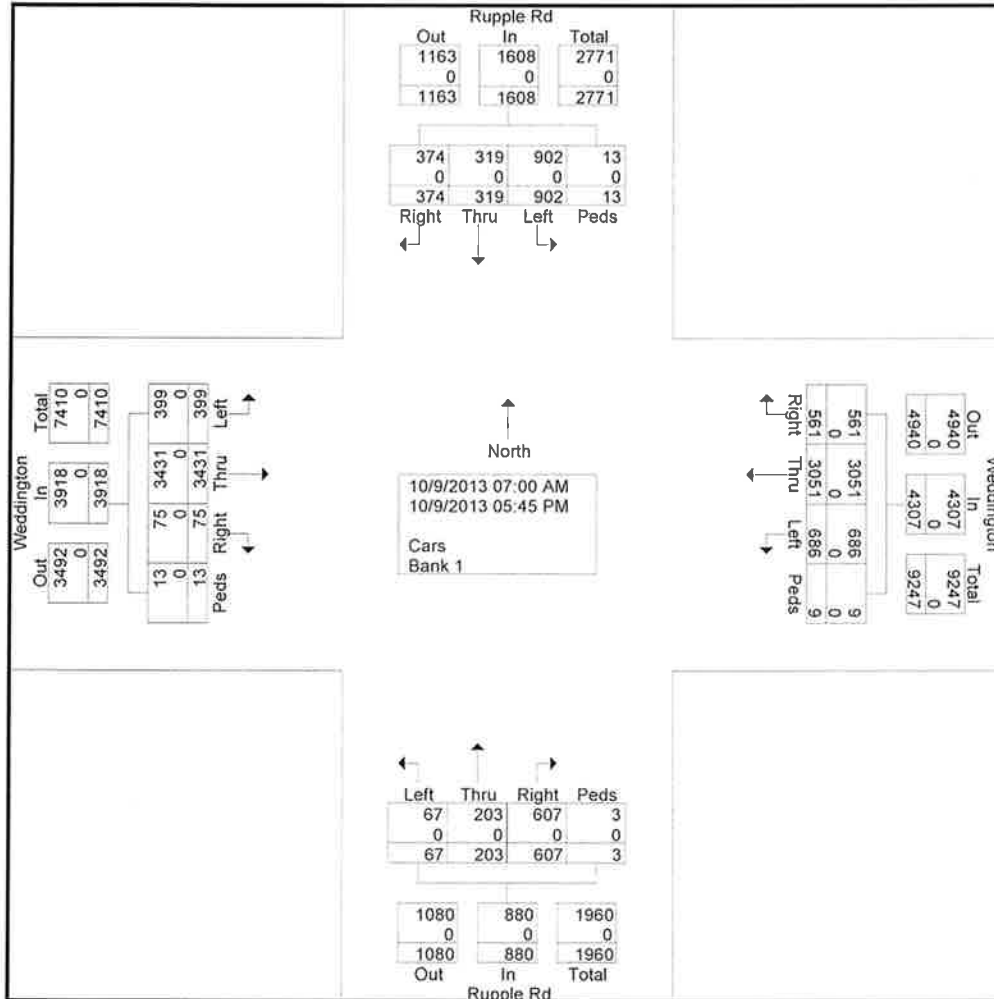 Rupple Rd
Out In Total
1163 1608 2771
0 0 0
1163 1608 2771
374 319 902 13
0 0 0 0
374 319 902 13
Right Thru Left Peds
Weddington
Total In Out
7410 3918 3492
0 0 0
7410 3918 3492
399 3431 75 13
0 0 0 0
399 3431 75 13
Left Thru Right Peds
North
10/9/2013 07:00 AM
10/9/2013 05:45 PM
Cars
Bank 1
Right Thru Left Peds
561 3051 686 9
0 0 0 0
561 3051 686 9
4940 4307 9247
0 0 0
4940 4307 9247
Out In Total
Weddington
Left Thru Right Peds
67 203 607 3
0 0 0 0
67 203 607 3
1080 880 1960
0 0 0
1080 880 1960
Out In Total
Rupple Rd